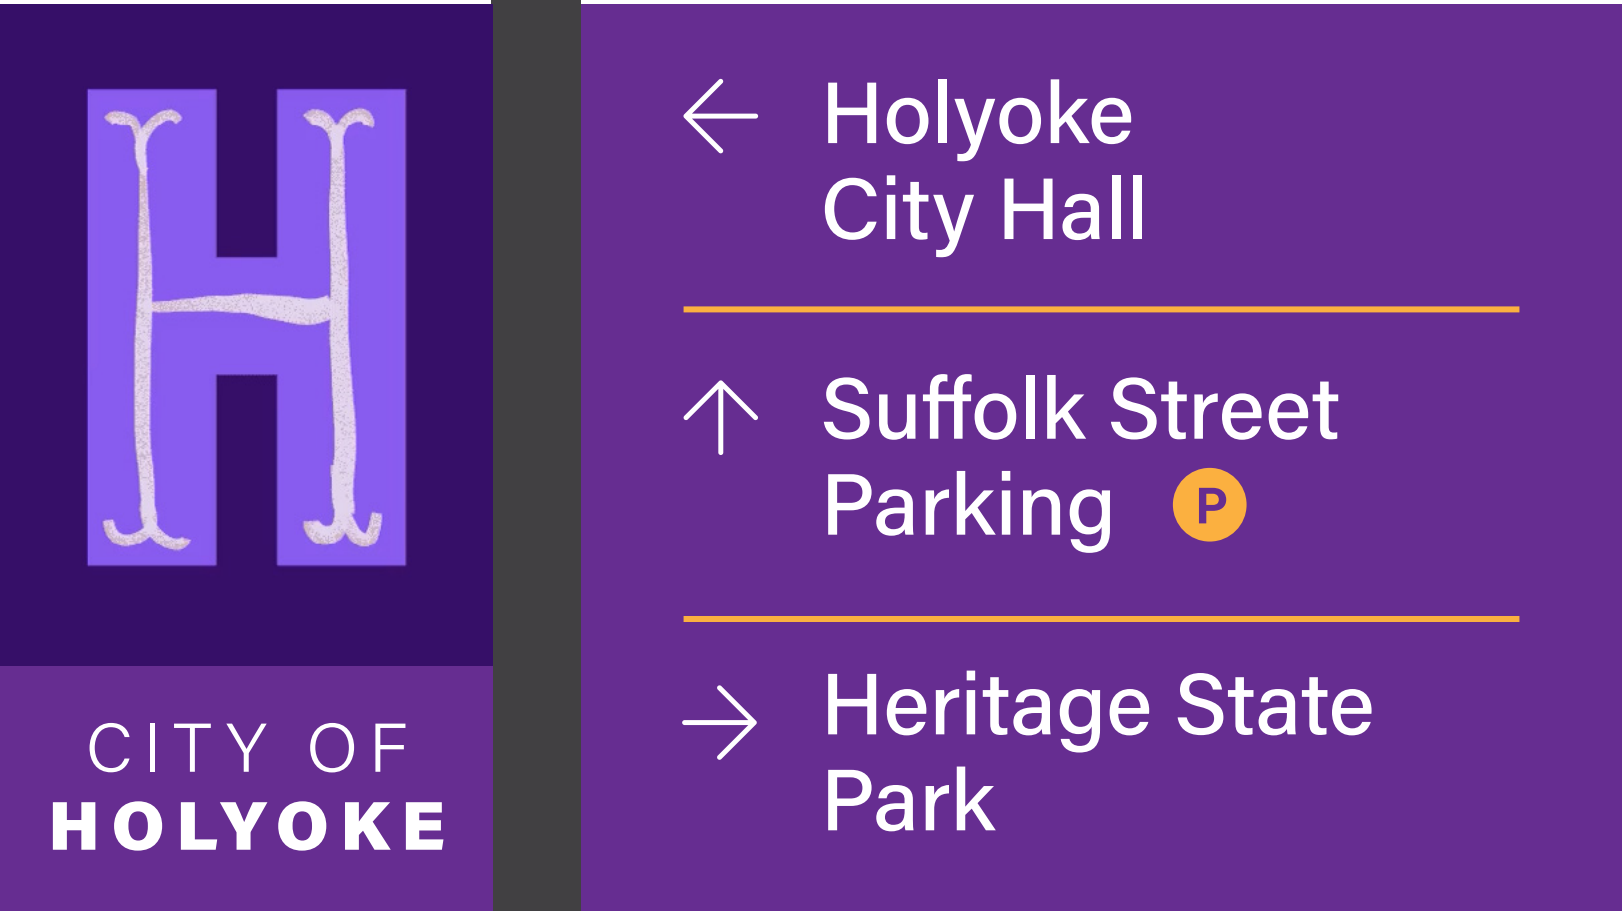 H
CITY OF
HOLYOKE
Holyoke
City Hall
Suffolk Street
Parking P
Heritage State
Park